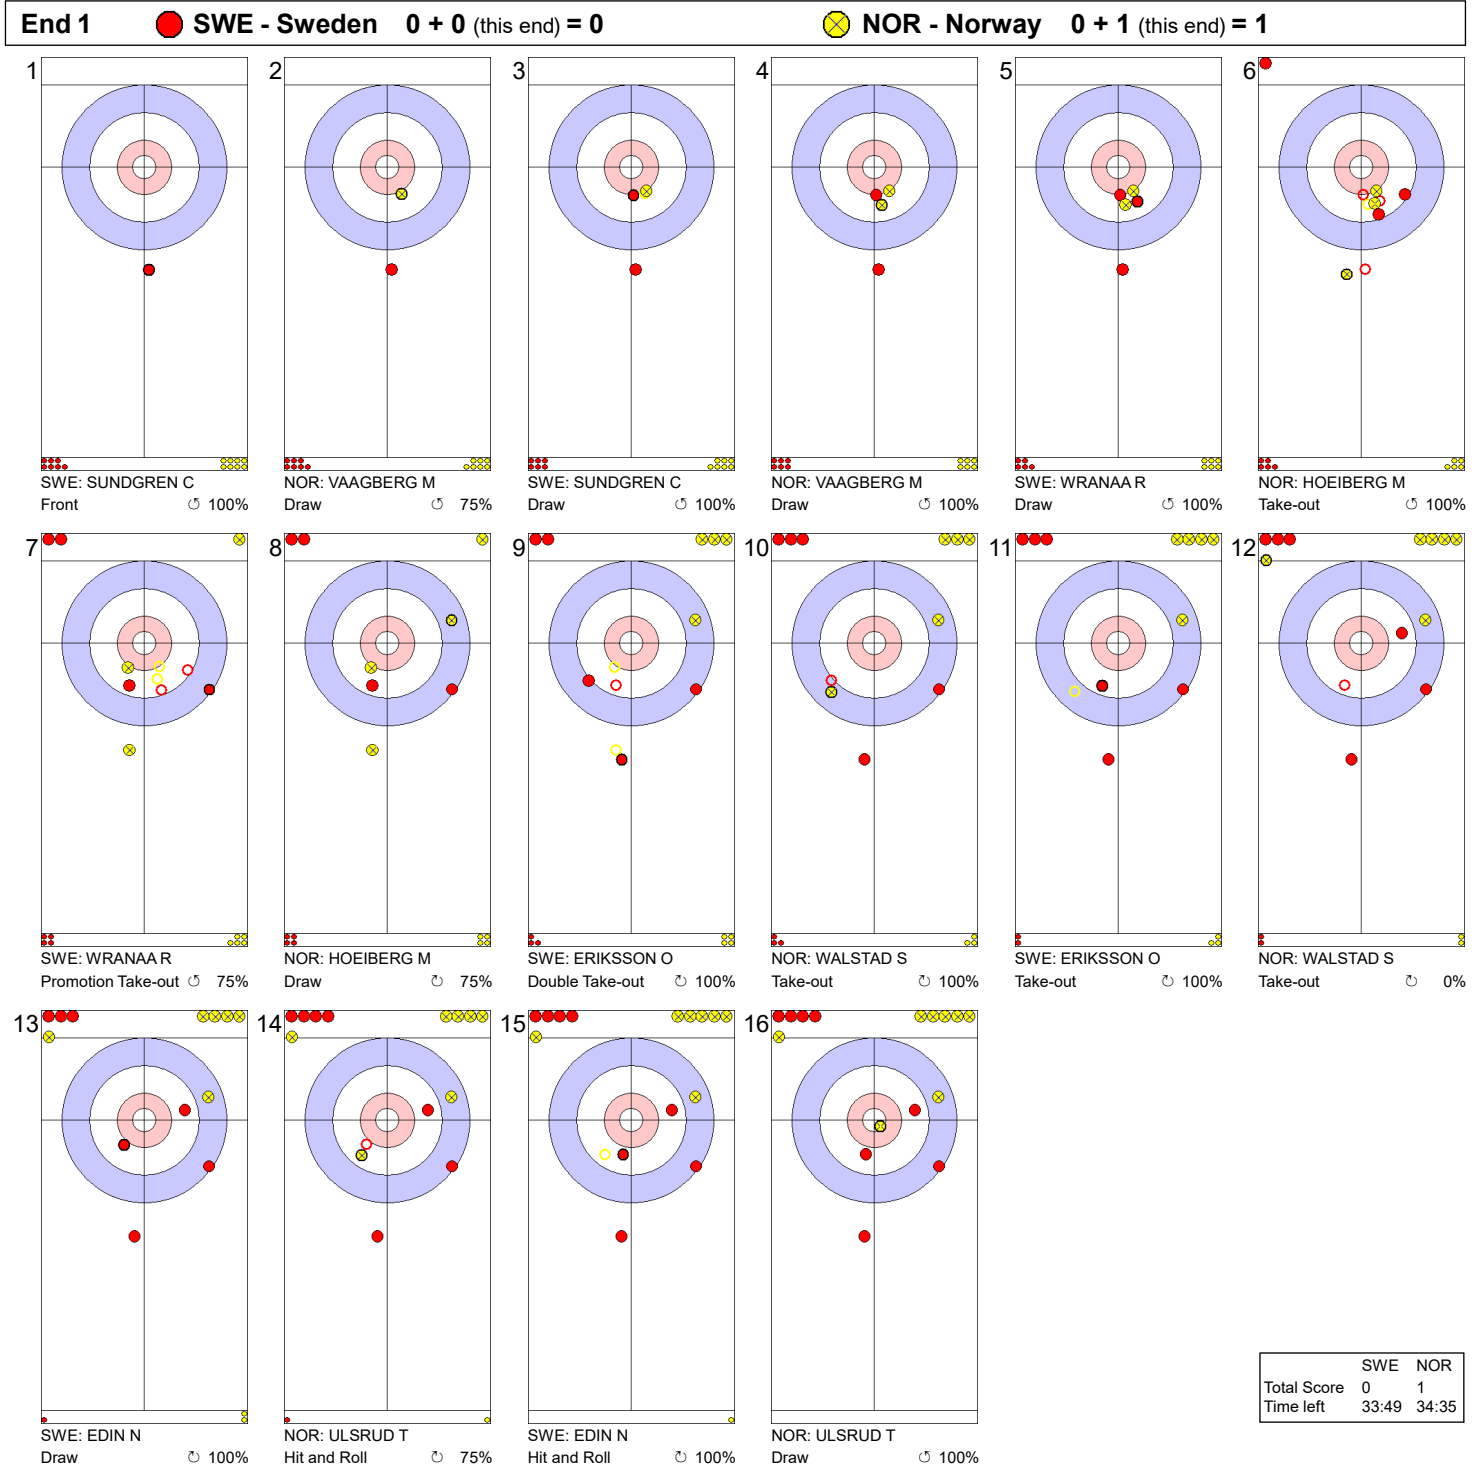 End 1 SWE - Sweden 0 + 0 (this end) = 0 NOR - Norway 0 + 1 (this end) = 1
1 2 3 4 5 6
SWE: SUNDGREN C NOR: VAAGBERG M SWE: SUNDGREN C NOR: VAAGBERG M SWE: WRANAA R NOR: HOEIBERG M
Front ↺ 100% Draw ↺ 75% Draw ↺ 100% Draw ↺ 100% Draw ↺ 100% Take-out ↺ 100%
7 8 9 10 11 12
SWE: WRANAA R NOR: HOEIBERG M SWE: ERIKSSON O NOR: WALSTAD S SWE: ERIKSSON O NOR: WALSTAD S
Promotion Take-out ↺ 75% Draw ↺ 75% Double Take-out ↻ 100% Take-out ↻ 100% Take-out ↻ 100% Take-out ↻ 0%
13 14 15 16
SWE NOR
Total Score 0 1
Time left 33:49 34:35
SWE: EDIN N NOR: ULSRUD T SWE: EDIN N NOR: ULSRUD T
Draw ↻ 100% Hit and Roll ↻ 75% Hit and Roll ↻ 100% Draw ↻ 100%